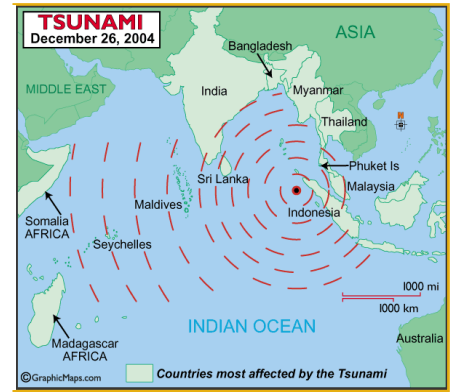 TSUNAMI
December 26, 2004
ASIA
Bangladesh
MIDDLE EAST
India
Myanmar
Thailand
Phuket Is
Sri Lanka
Malaysia
Maldives
Indonesia
Somalia
AFRICA
Seychelles
1000 mi
1000 km
INDIAN OCEAN
Australia
Madagascar
AFRICA
Countries most affected by the Tsunami
©GraphicMaps.com